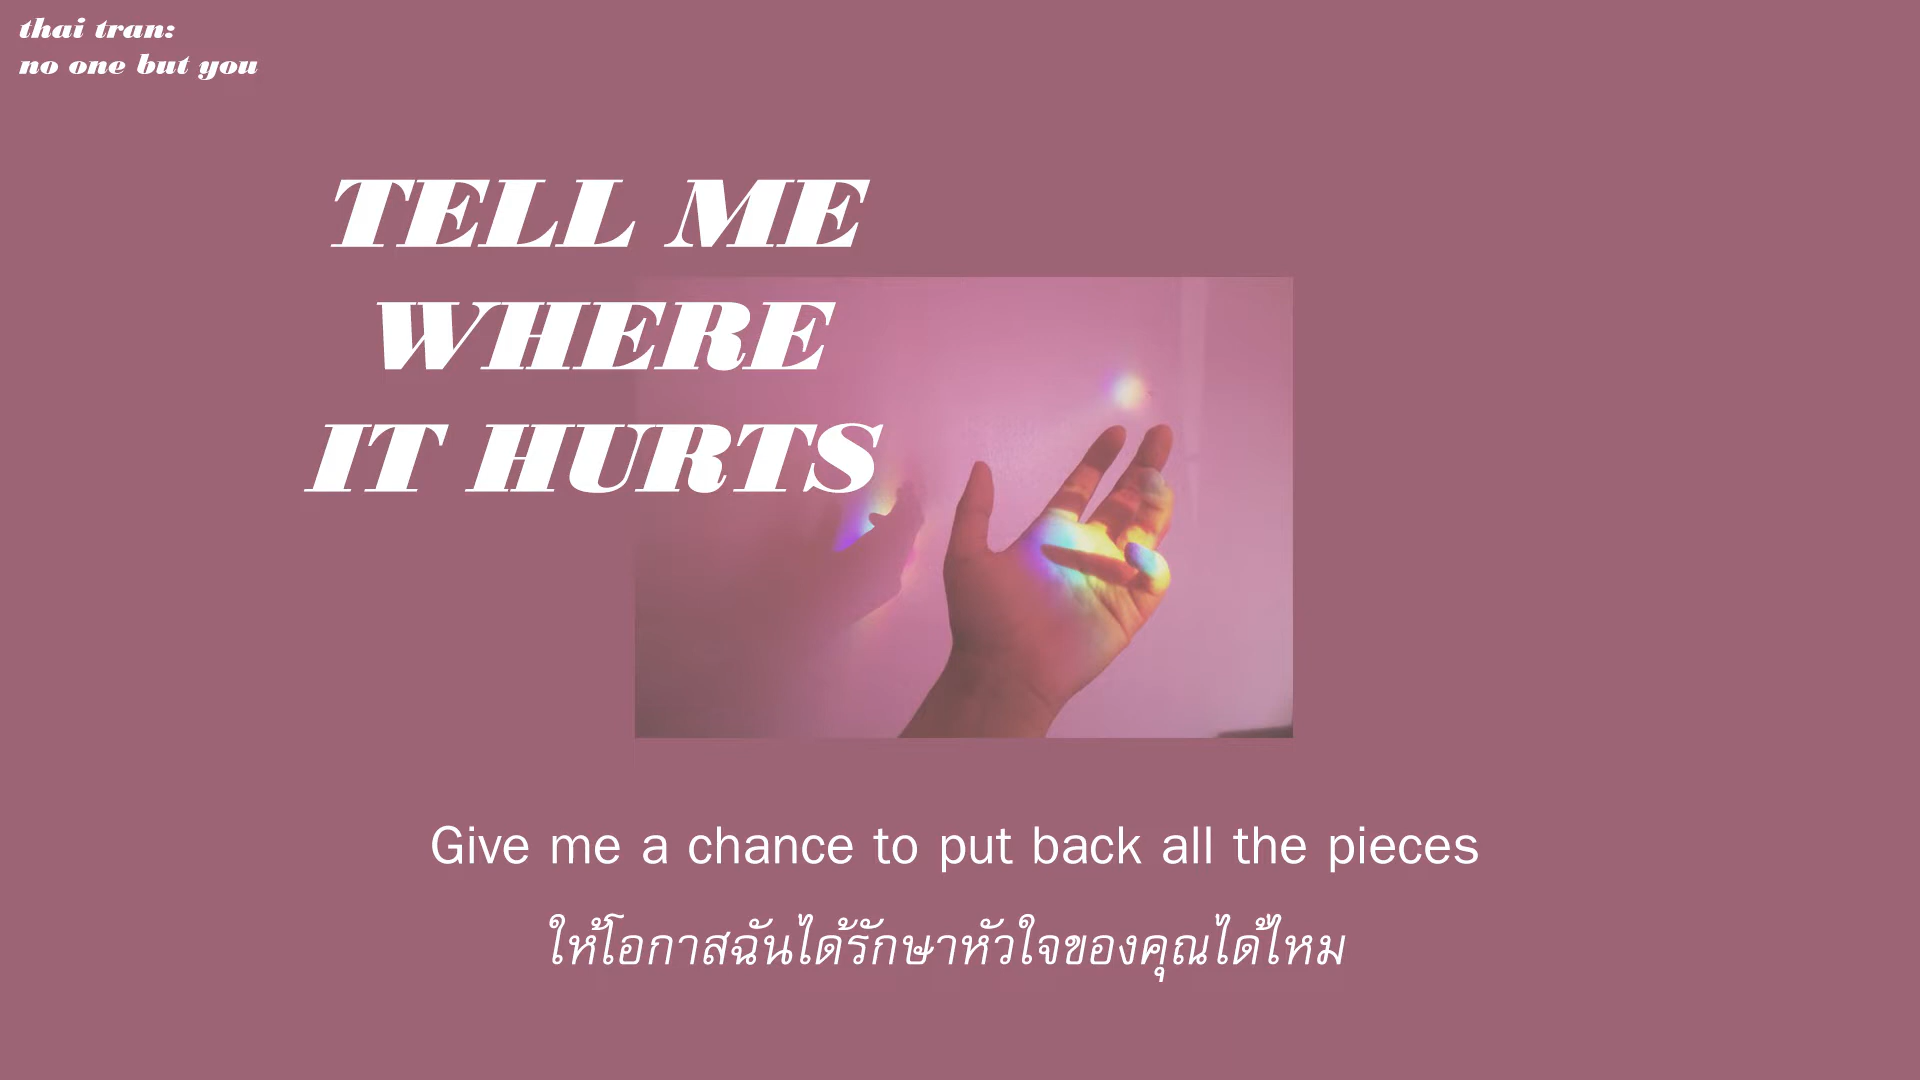 thai tran:
no one but you
TELL ME
WHERE
IT HURTS
Give me a chance to put back all the pieces
ให้โอกาสฉันได้รักษาหัวใจของคุณได้ไหม